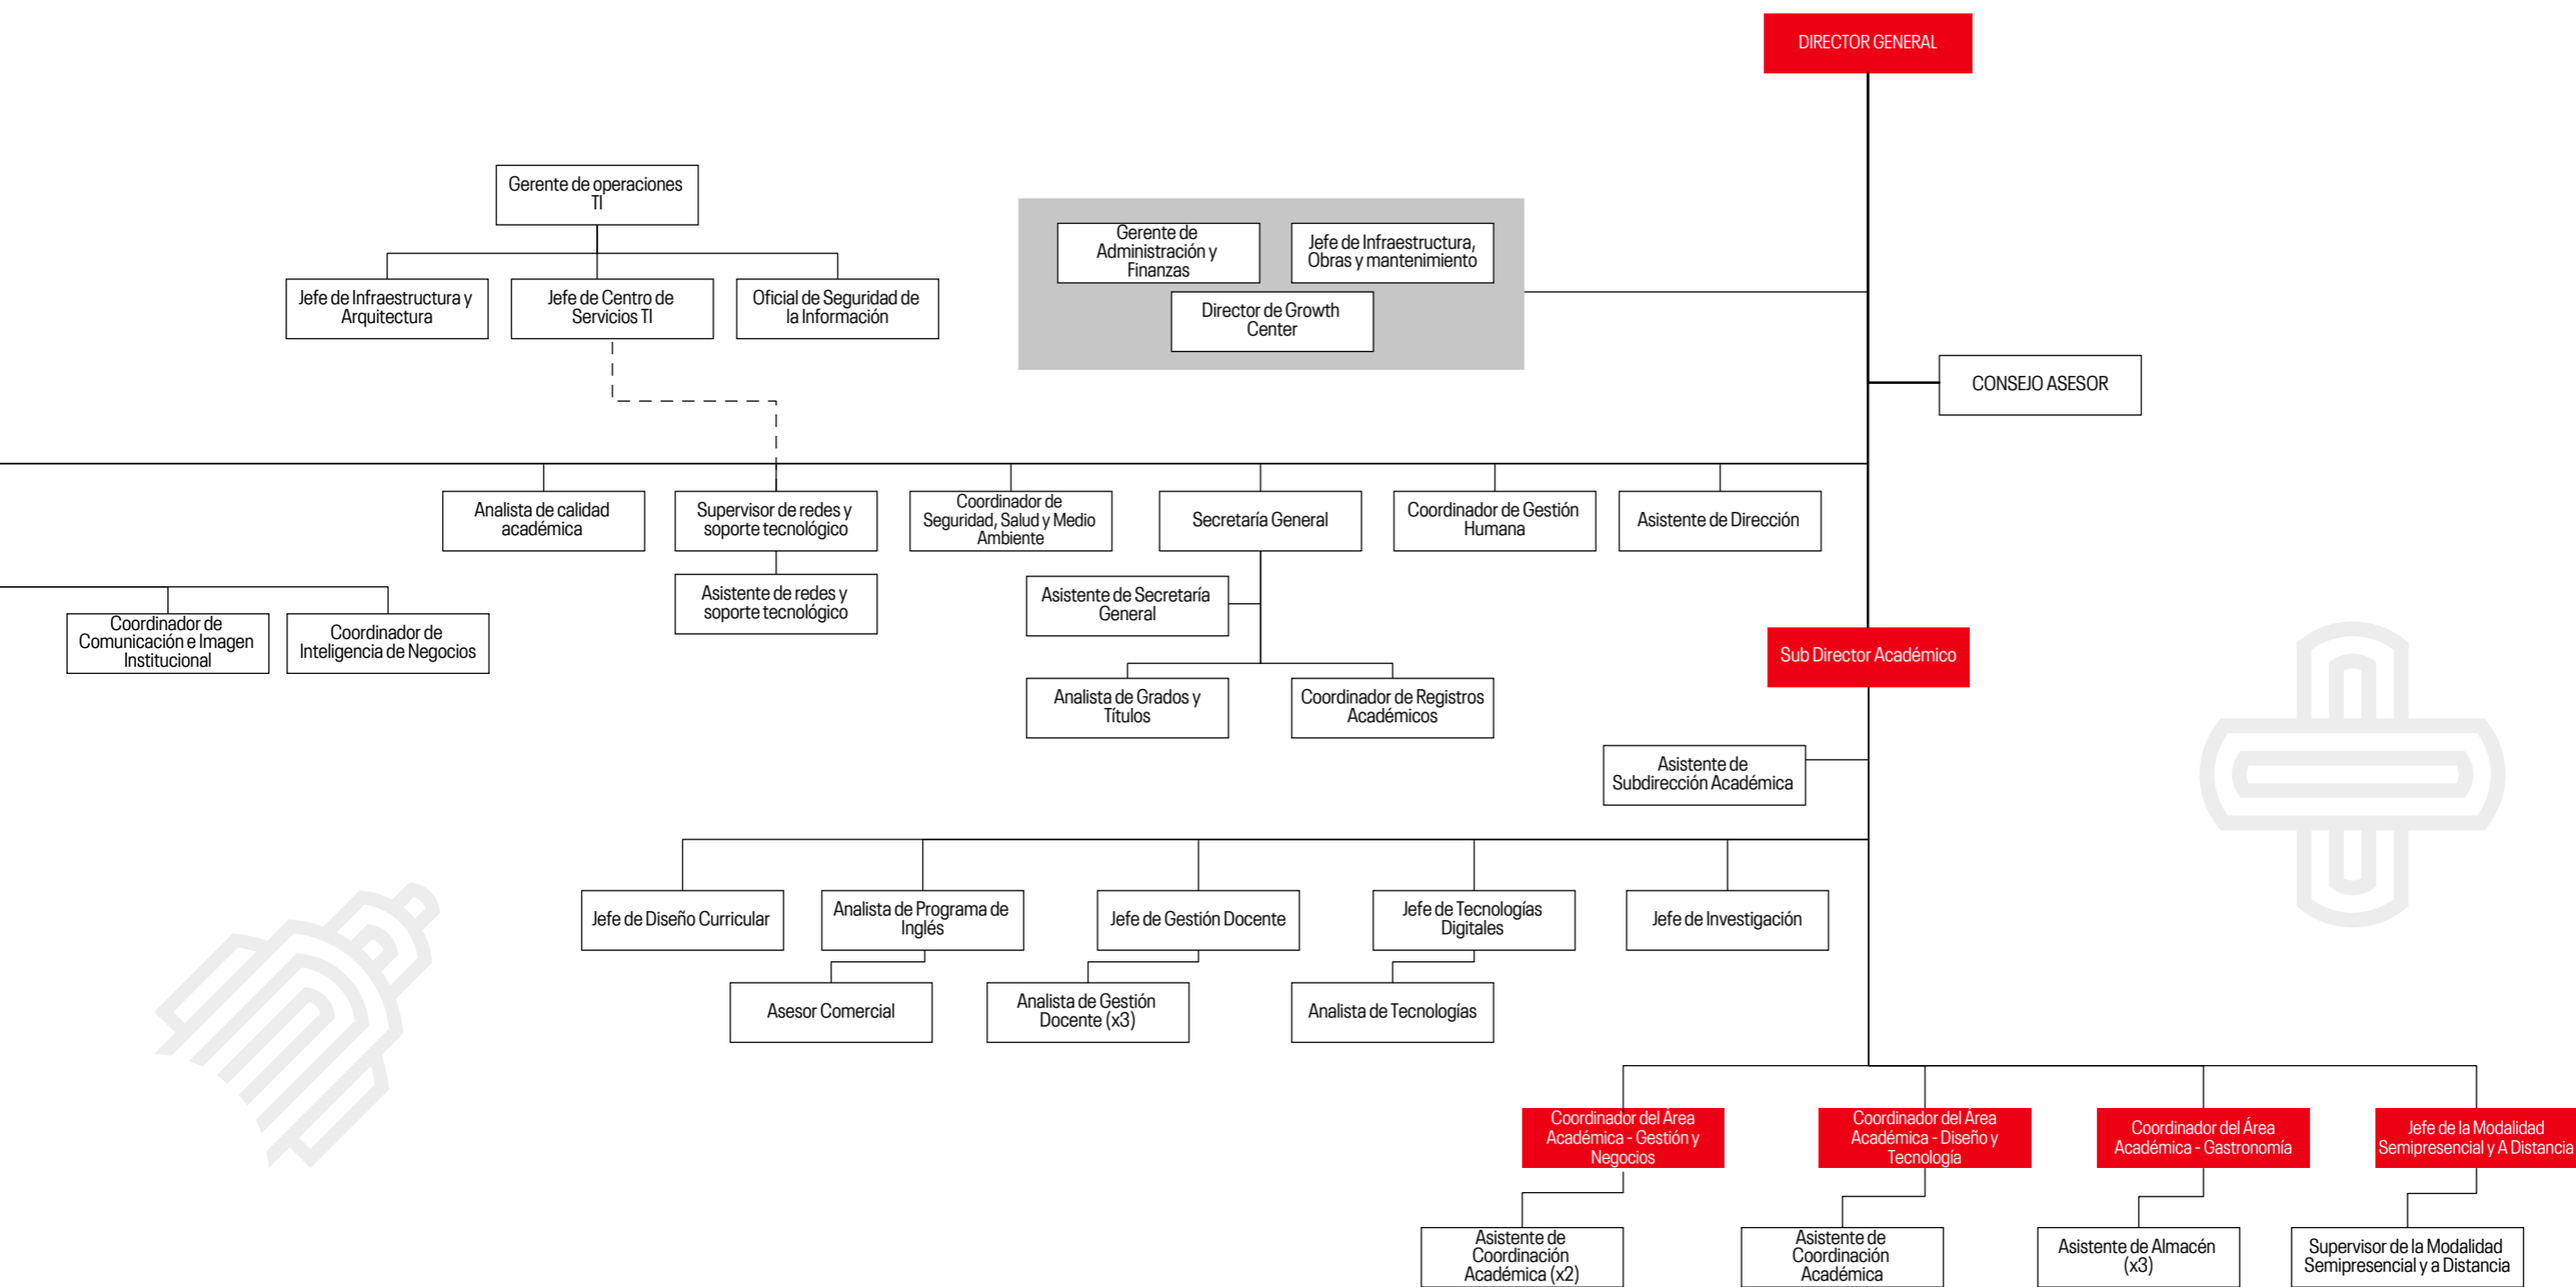 DIRECTOR GENERAL
Gerente de operaciones
TI
Jefe de Infraestructura y
Arquitectura
Jefe de Centro de
Servicios TI
Oficial de Seguridad de
la Información
Gerente de
Administración y
Finanzas
Jefe de Infraestructura,
Obras y mantenimiento
Director de Growth
Center
CONSEJO ASESOR
Analista de calidad
académica
Supervisor de redes y
soporte tecnológico
Coordinador de
Seguridad, Salud y Medio
Ambiente
Secretaría General
Coordinador de Gestión
Humana
Asistente de Dirección
Coordinador de
Comunicación e Imagen
Institucional
Coordinador de
Inteligencia de Negocios
Asistente de redes y
soporte tecnológico
Asistente de Secretaría
General
Analista de Grados y
Títulos
Coordinador de Registros
Académicos
Sub Director Académico
Asistente de
Subdirección Académica
Jefe de Diseño Curricular
Analista de Programa de
Inglés
Jefe de Gestión Docente
Jefe de Tecnologías
Digitales
Jefe de Investigación
Asesor Comercial
Analista de Gestión
Docente (x3)
Analista de Tecnologías
Coordinador del Área
Académica - Gestión y
Negocios
Coordinador del Área
Académica - Diseño y
Tecnología
Coordinador del Área
Académica - Gastronomía
Jefe de la Modalidad
Semipresencial y A Distancia
Asistente de
Coordinación
Académica (x2)
Asistente de
Coordinación
Académica
Asistente de Almacén
(x3)
Supervisor de la Modalidad
Semipresencial y a Distancia